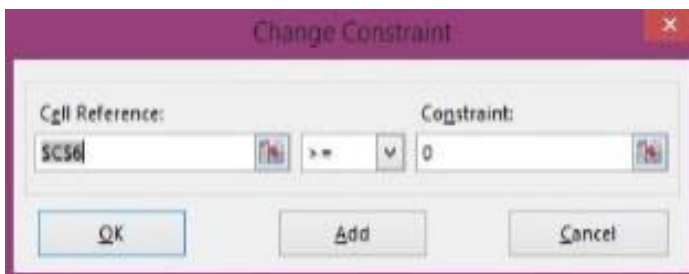 Change Constraint
Cell Reference:
Constraint:
$C$6
>=
0
OK
Add
Cancel